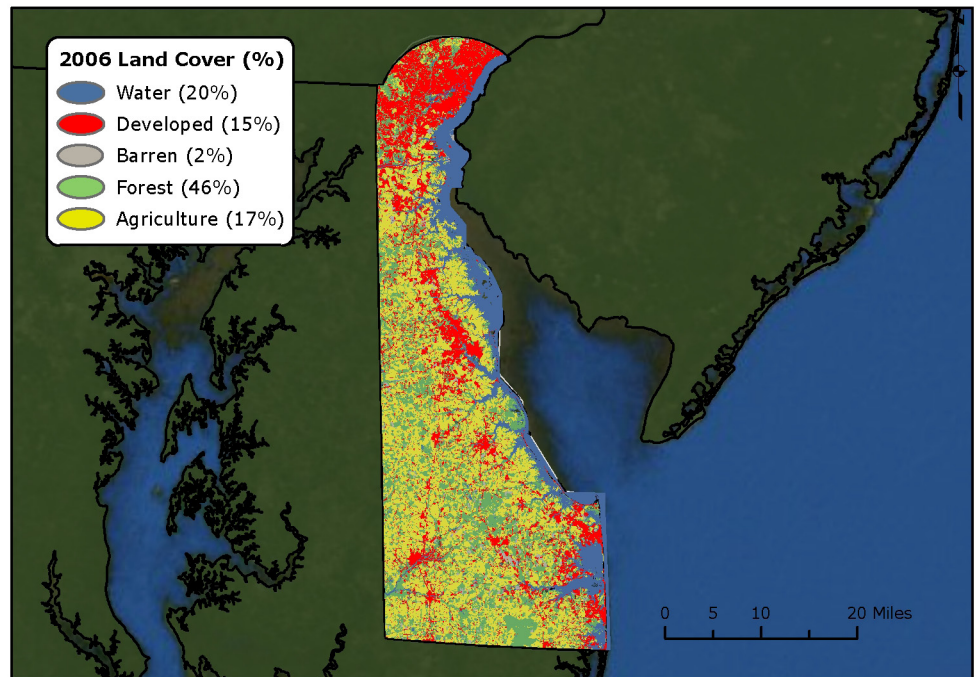 2006 Land Cover (%)
Water (20%)
Developed (15%)
Barren (2%)
Forest (46%)
Agriculture (17%)
0 5 10 20 Miles